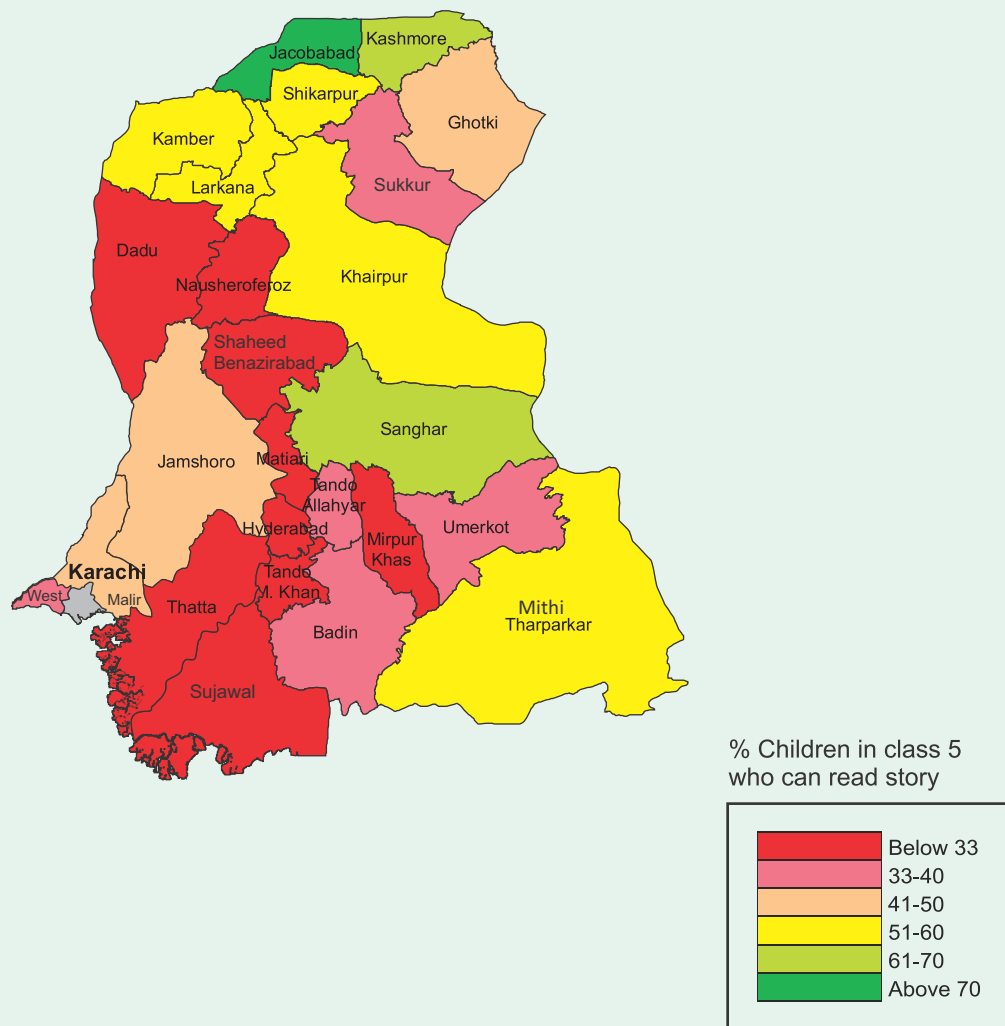 Jacobabad
Kashmore
Shikarpur
Ghotki
Kamber
Larkana
Sukkur
Dadu
Khairpur
Nausheroferoz
Shaheed
Benazirabad
Sanghar
Jamshoro
Matiari
Tando
Allahyar
Umerkot
Hyderabad
Mirpur
Khas
Karachi
West
Malir
Tando
M. Khan
Thatta
Mithi
Tharparkar
Badin
Sujawal
% Children in class 5
who can read story
Below 33
33-40
41-50
51-60
61-70
Above 70